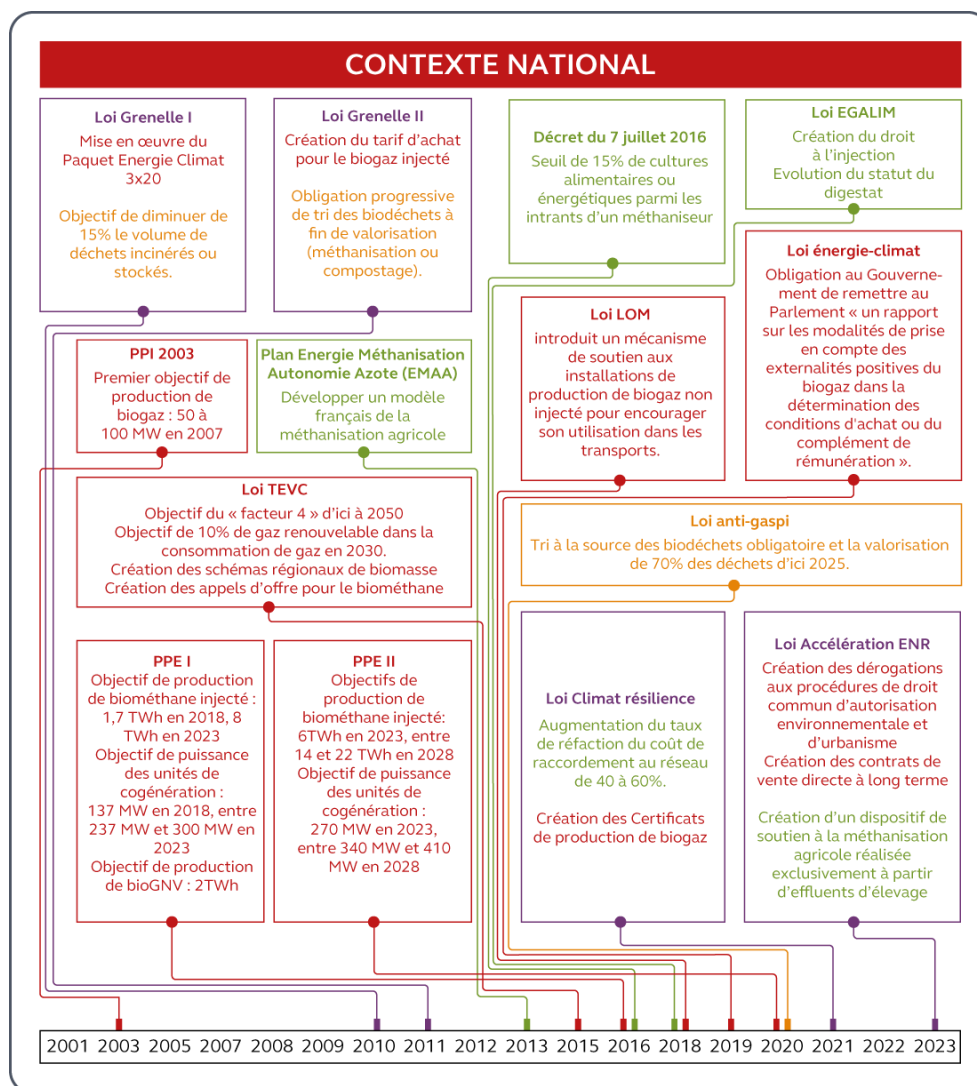 CONTEXTE NATIONAL
Loi Grenelle I
Mise en œuvre du
Paquet Energie Climat
3x20
Objectif de diminuer de
15% le volume de
déchets incinérés ou
stockés.
Loi Grenelle II
Création du tarif d'achat
pour le biogaz injecté
Obligation progressive
de tri des biodéchets à
fin de valorisation
(méthanisation ou
compostage).
Décret du 7 juillet 2016
Seuil de 15% de cultures
alimentaires ou
énergétiques parmi les
intrants d'un méthaniseur
Loi EGALIM
Création du droit
à l'injection
Evolution du statut du
digestat
PPI 2003
Premier objectif de
production de
biogaz : 50 à
100 MW en 2007
Plan Energie Méthanisation
Autonomie Azote (EMAA)
Développer un modèle
français de la
méthanisation agricole
Loi LOM
introduit un mécanisme
de soutien aux
installations de
production de biogaz non
injecté pour encourager
son utilisation dans les
transports.
Loi énergie-climat
Obligation au Gouverne-
ment de remettre au
Parlement « un rapport
sur les modalités de prise
en compte des
externalités positives du
biogaz dans la
détermination des
conditions d'achat ou du
complément de
rémunération ».
Loi TEVC
Objectif du « facteur 4 » d'ici à 2050
Objectif de 10% de gaz renouvelable dans la
consommation de gaz en 2030.
Création des schémas régionaux de biomasse
Création des appels d'offre pour le biométhane
Loi anti-gaspi
Tri à la source des biodéchets obligatoire et la valorisation
de 70% des déchets d'ici 2025.
PPE I
Objectif de production
de biométhane injecté :
1,7 TWh en 2018, 8
TWh en 2023
Objectif de puissance
des unités de
cogénération :
137 MW en 2018, entre
237 MW et 300 MW en
2023
Objectif de production
de bioGNV : 2TWh
PPE II
Objectifs de
production de
biométhane injecté:
6TWh en 2023, entre
14 et 22 TWh en 2028
Objectif de puissance
des unités de
cogénération :
270 MW en 2023,
entre 340 MW et 410
MW en 2028
Loi Climat résilience
Augmentation du taux
de réfaction du coût de
raccordement au réseau
de 40 à 60%.
Création des Certificats
de production de biogaz
Loi Accélération ENR
Création des dérogations
aux procédures de droit
commun d'autorisation
environnementale et
d'urbanisme
Création des contrats de
vente directe à long terme
Création d'un dispositif de
soutien à la méthanisation
agricole réalisée
exclusivement à partir
d'effluents d'élevage
2001 2003 2005 2007 2008 2009 2010 2011 2012 2013 2015 2016 2018 2019 2020 2021 2022 2023